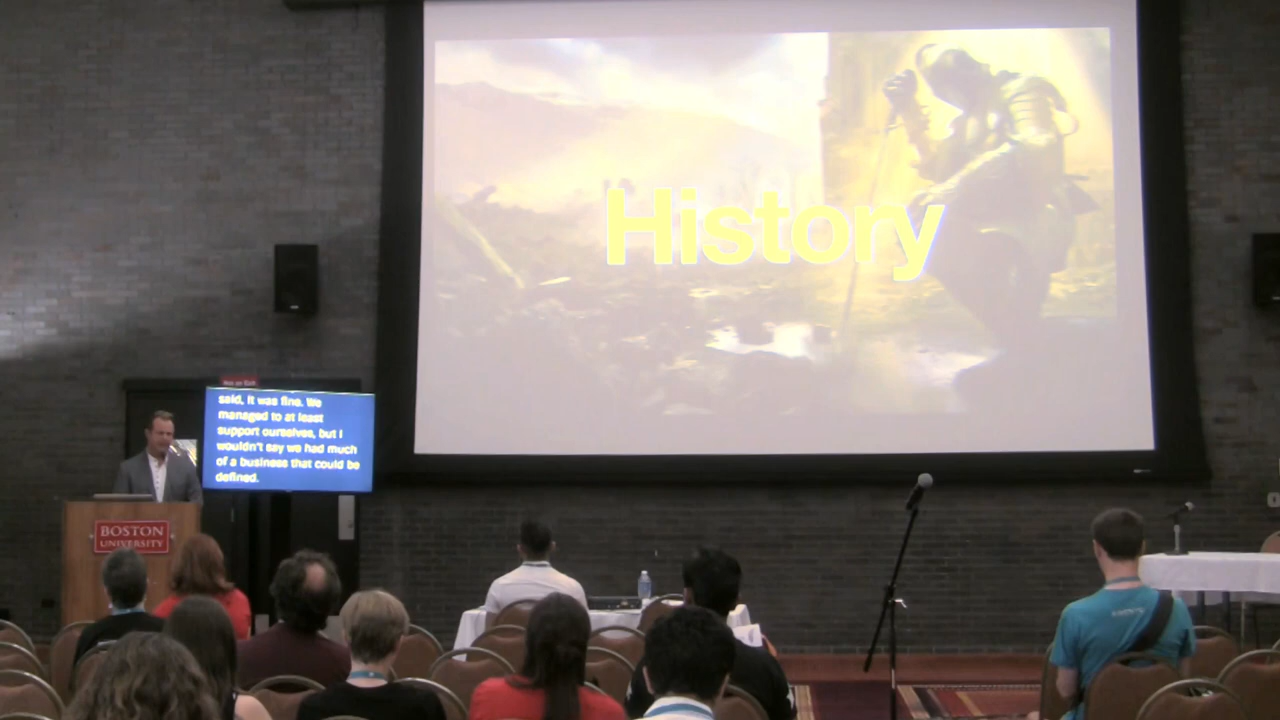 History
said, it was fine. We
managed to at least
support ourselves, but I
wouldn't say we had much
of a business that could be
defined.
BOSTON
UNIVERSITY